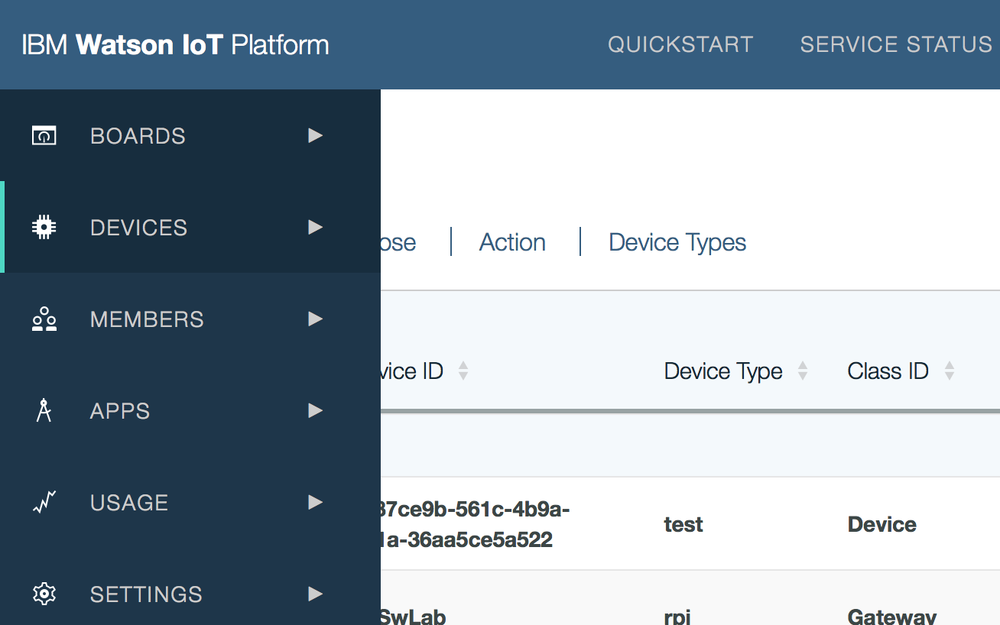 IBM Watson IoT Platform
QUICKSTART
SERVICE STATUS
BOARDS
DEVICES
MEMBERS
APPS
USAGE
SETTINGS
ose
Action
Device Types
vice ID
Device Type
Class ID
37ce9b-561c-4b9a-
1a-36aa5ce5a522
test
Device
SwLab
rpi
Gateway